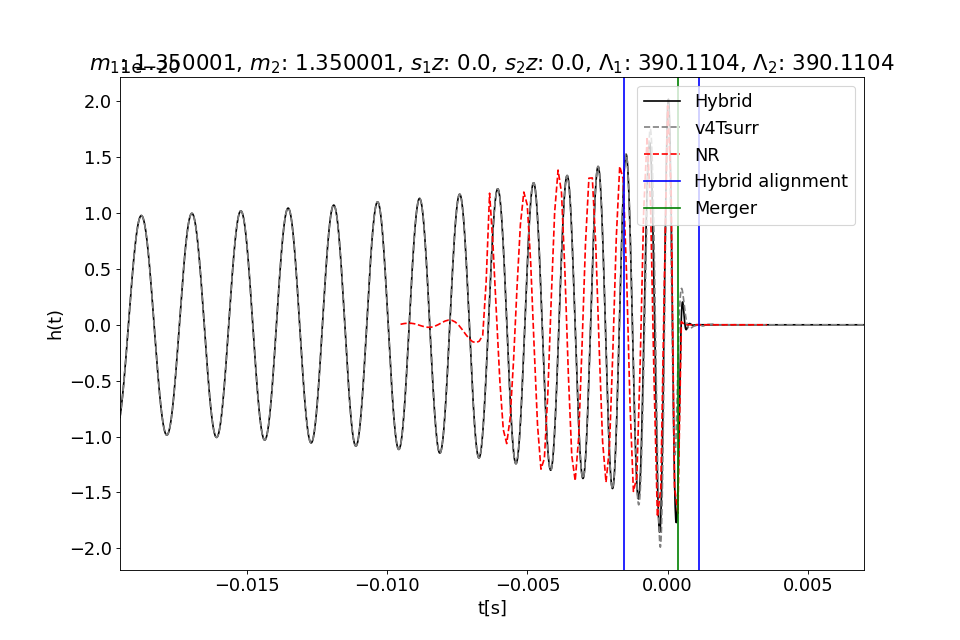 m₁: 1.350001, m₂: 1.350001, s₁z: 0.0, s₂z: 0.0, Λ₁: 390.1104, Λ₂: 390.1104
1e−20
Hybrid
v4Tsurr
NR
Hybrid alignment
Merger
2.0
1.5
1.0
0.5
0.0
−0.5
−1.0
−1.5
−2.0
h(t)
−0.015 −0.010 −0.005 0.000 0.005
t[s]